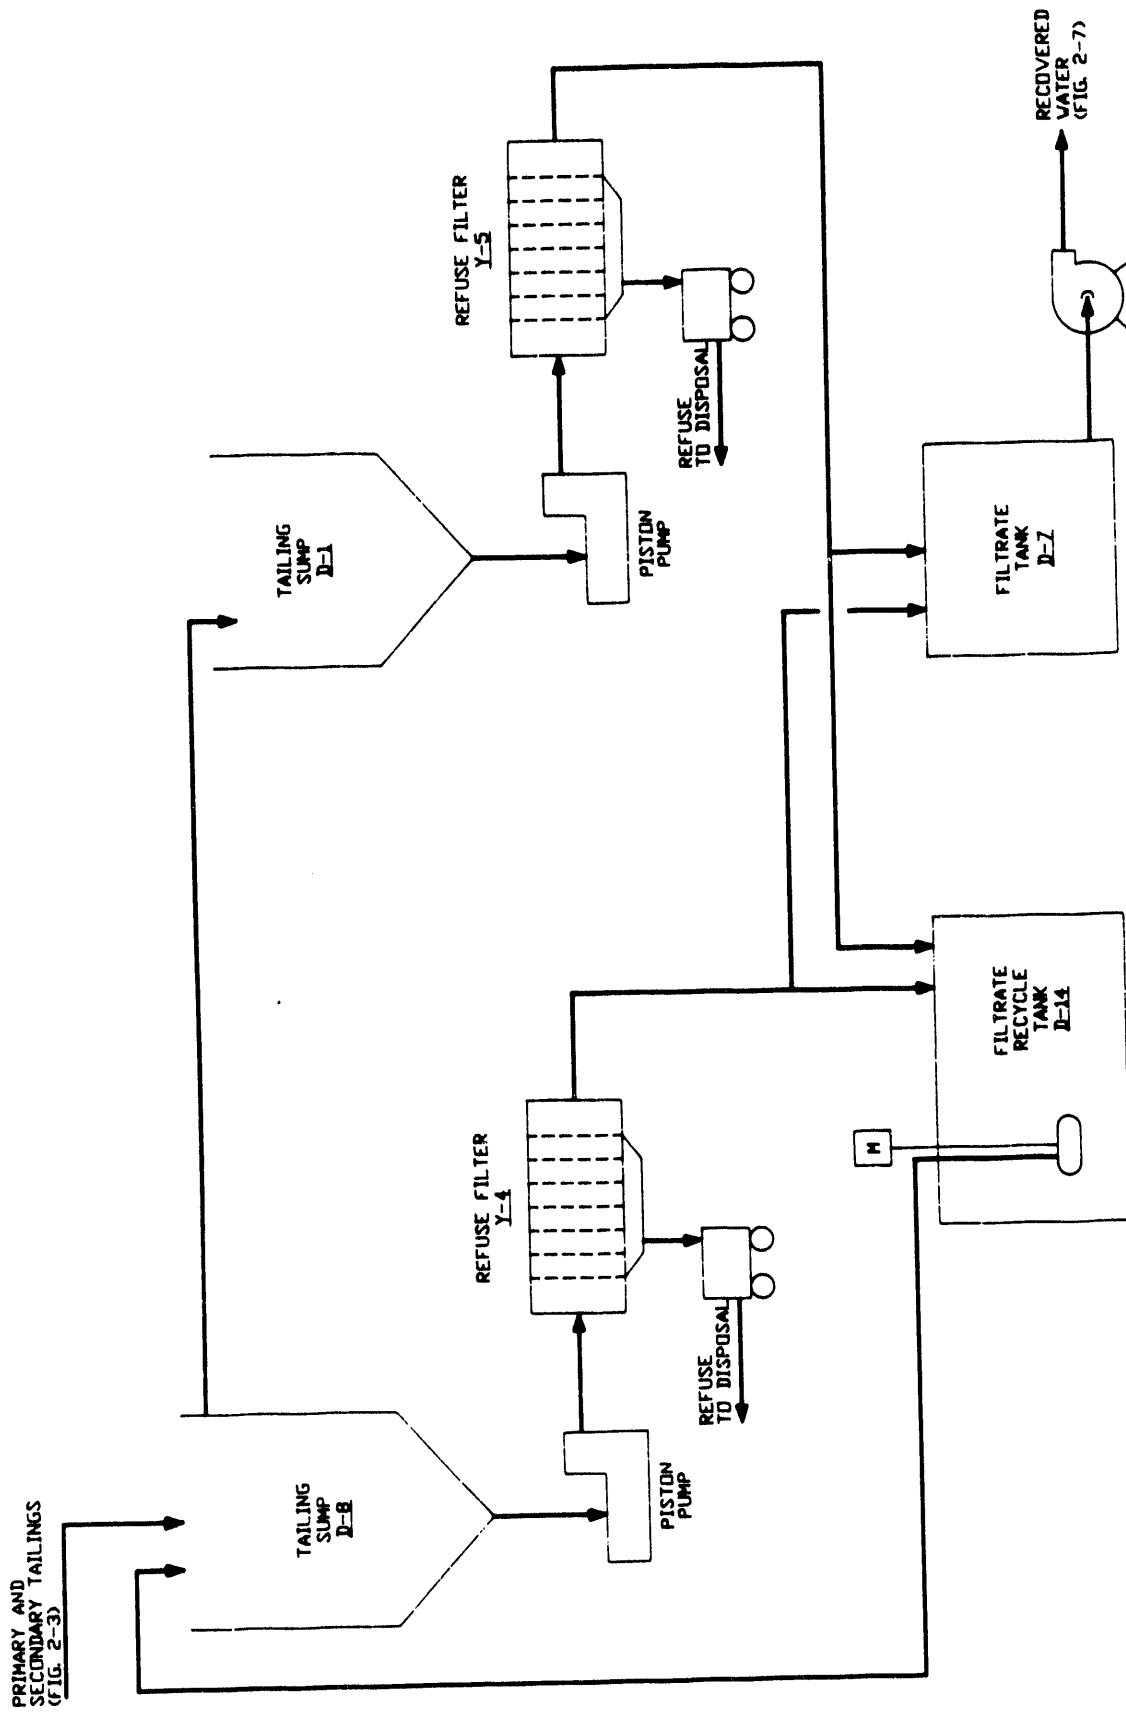 PRIMARY AND
SECONDARY TAILINGS
(FIG. 2-3)
TAILING
SUMP
D-8
PISTON
PUMP
REFUSE FILTER
Y-4
REFUSE
TO DISPOSAL
TAILING
SUMP
D-1
PISTON
PUMP
REFUSE FILTER
Y-5
REFUSE
TO DISPOSAL
M
FILTRATE
RECYCLE
TANK
D-14
FILTRATE
TANK
D-7
RECOVERED
WATER
(FIG. 2-7)